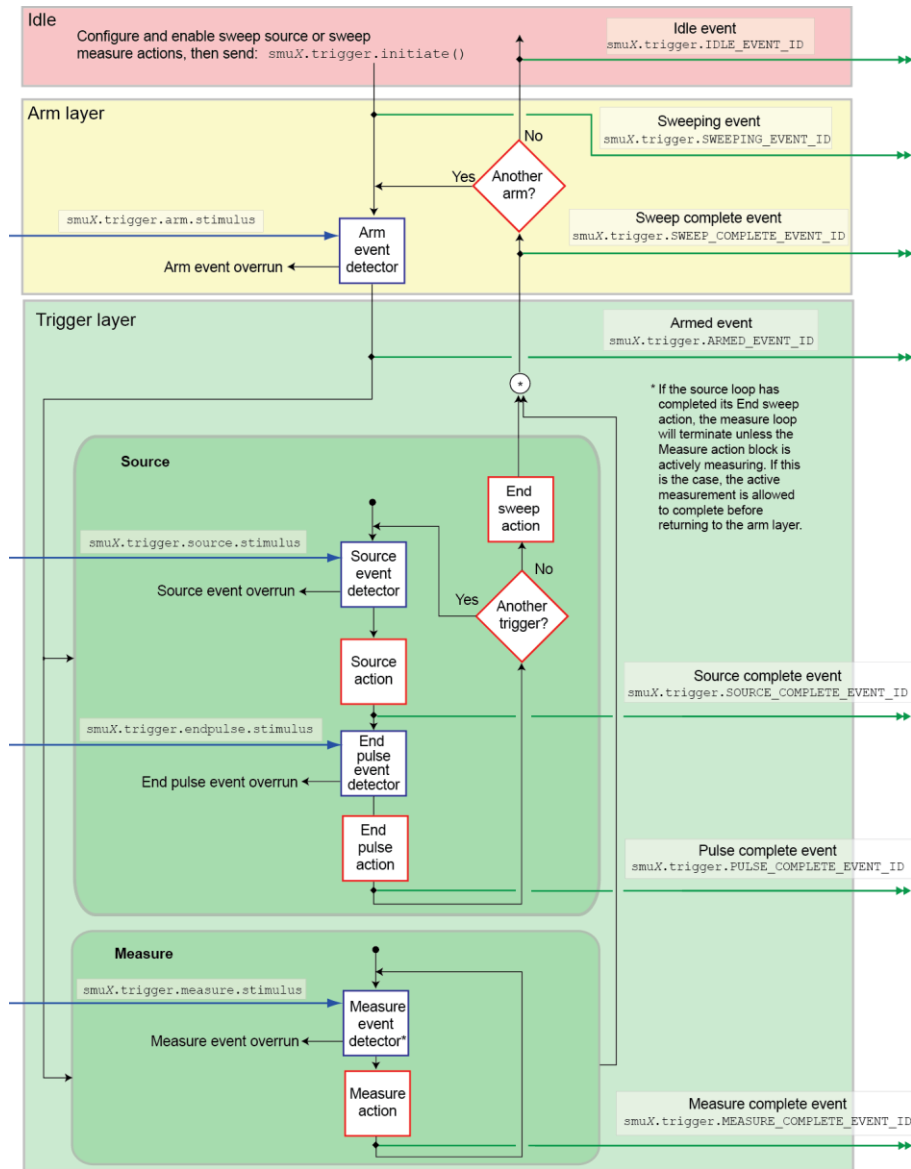 Idle
Configure and enable sweep source or sweep
measure actions, then send: smuX.trigger.initiate()
Idle event
smuX.trigger.IDLE_EVENT_ID
Arm layer
Sweeping event
smuX.trigger.SWEEPING_EVENT_ID
No
Yes
Another
arm?
smuX.trigger.arm.stimulus
Arm
event
detector
Arm event overrun
Sweep complete event
smuX.trigger.SWEEP_COMPLETE_EVENT_ID
Trigger layer
Armed event
smuX.trigger.ARMED_EVENT_ID
*
* If the source loop has
completed its End sweep
action, the measure loop
will terminate unless the
Measure action block is
actively measuring. If this
is the case, the active
measurement is allowed
to complete before
returning to the arm layer.
Source
End
sweep
action
smuX.trigger.source.stimulus
Source
event
detector
Source event overrun
No
Yes
Another
trigger?
Source
action
Source complete event
smuX.trigger.SOURCE_COMPLETE_EVENT_ID
smuX.trigger.endpulse.stimulus
End
pulse
event
detector
End pulse event overrun
End
pulse
action
Pulse complete event
smuX.trigger.PULSE_COMPLETE_EVENT_ID
Measure
smuX.trigger.measure.stimulus
Measure
event
detector*
Measure event overrun
Measure
action
Measure complete event
smuX.trigger.MEASURE_COMPLETE_EVENT_ID